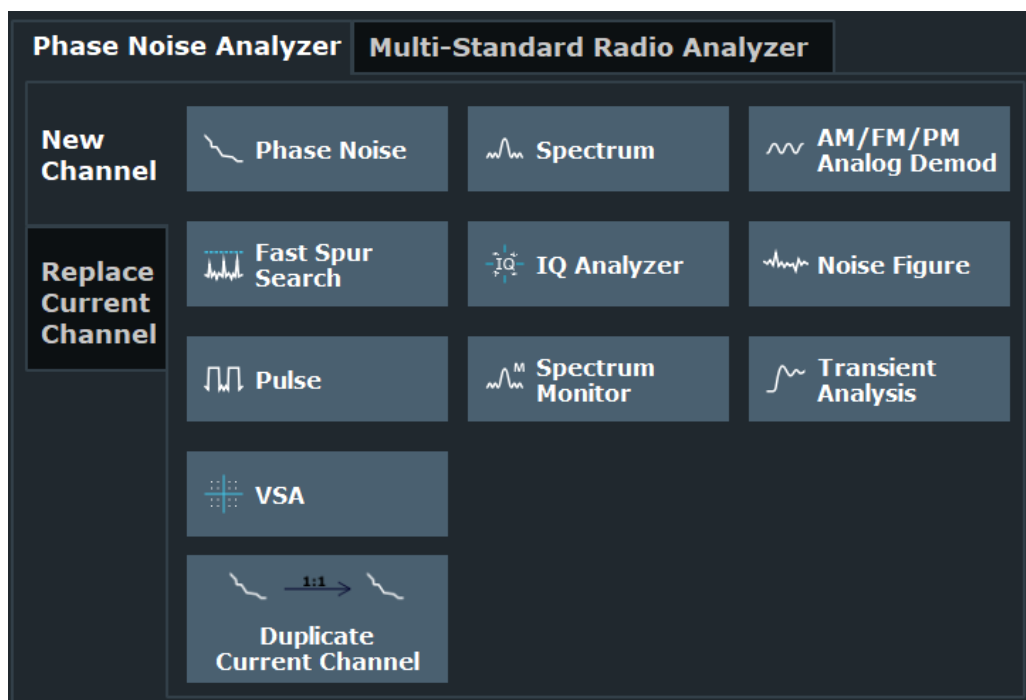 Phase Noise Analyzer
Multi-Standard Radio Analyzer
New
Channel
Replace
Current
Channel
Phase Noise
Spectrum
AM/FM/PM
Analog Demod
Fast Spur
Search
IQ
IQ Analyzer
Noise Figure
Pulse
M
Spectrum
Monitor
Transient
Analysis
VSA
1:1
Duplicate
Current Channel